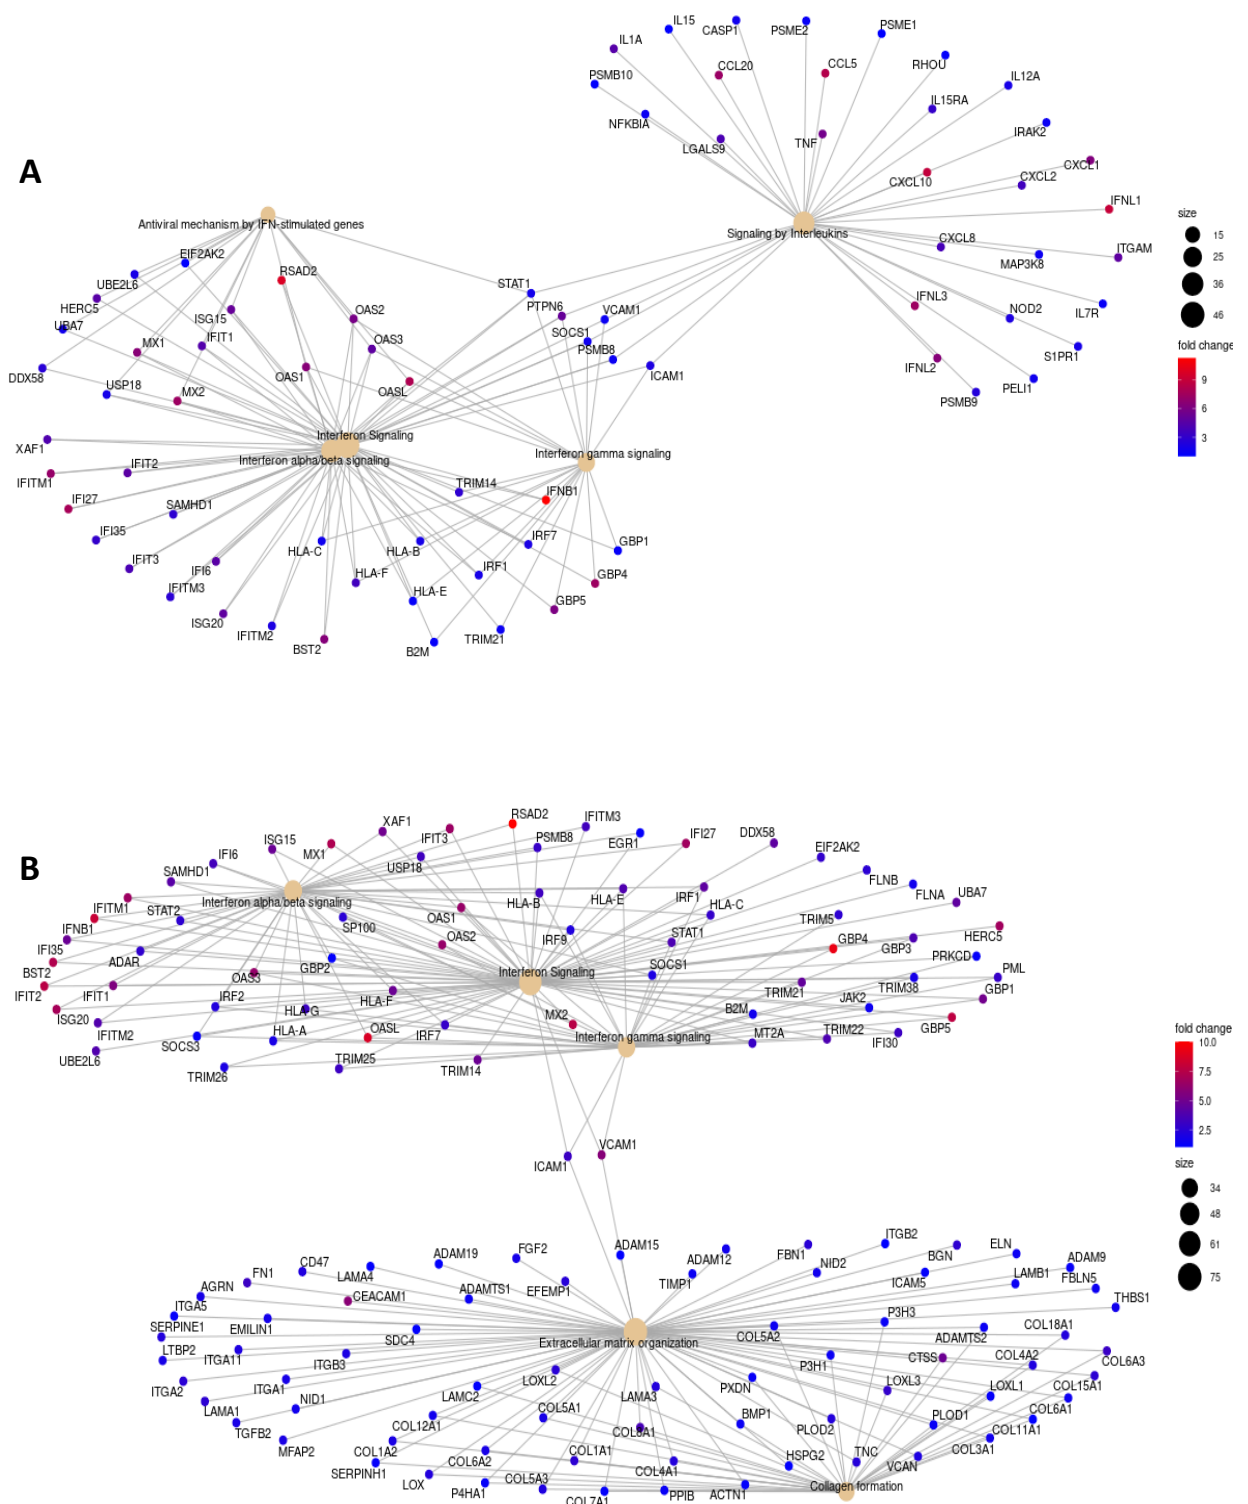 A
IL15
CASP1
PSME2
PSME1
IL1A
CCL20
CCL5
RHOU
IL12A
PSMB10
NFKBIA
IL15RA
IRAK2
LGALS9
TNF
CXCL10
CXCL2
CXCL1
IFNL1
Signaling by Interleukins
CXCL8
MAP3K8
ITGAM
IFNL3
NOD2
IL7R
IFNL2
S1PR1
PELI1
PSMB9
Antiviral mechanism by IFN-stimulated genes
EIF2AK2
UBE2L6
RSAD2
STAT1
HERC5
ISG15
OAS2
PTPN6
VCAM1
UBA7
IFIT1
SOCS1
MX1
OAS3
PSMB8
DDX58
USP18
MX2
OAS1
OASL
ICAM1
Interferon Signaling
XAF1
Interferon alpha/beta signaling
Interferon gamma signaling
IFITM1
IFIT2
TRIM14
IFNB1
IFI27
SAMHD1
IFI35
HLA-C
HLA-B
IRF7
GBP1
IFIT3
IFI6
HLA-F
IRF1
GBP4
IFITM3
HLA-E
GBP5
ISG20
IFITM2
BST2
B2M
TRIM21
size
15
25
36
46
fold change
9
6
3
B
RSAD2
IFITM3
XAF1
IFIT3
PSMB8
EGR1
IFI27
DDX58
ISG15
MX1
USP18
EIF2AK2
IFI6
SAMHD1
FLNB
FLNA
UBA7
Interferon alpha/beta signaling
HLA-B
HLA-E
IRF1
HLA-C
IFITM1
STAT2
OAS1
TRIM5
IFNB1
SP100
OAS2
IRF9
STAT1
GBP4
GBP3
HERC5
IFI35
ADAR
GBP2
PRKCD
BST2
OAS3
Interferon Signaling
SOCS1
TRIM21
TRIM38
PML
IFIT2
IFIT1
IRF2
HLA-F
JAK2
GBP1
ISG20
HLA-G
MX2
B2M
GBP5
IFITM2
HLA-A
OASL
IRF7
Interferon gamma signaling
MT2A
TRIM22
IFI30
SOCS3
UBE2L6
TRIM26
TRIM25
TRIM14
ICAM1
VCAM1
fold change
10.0
7.5
5.0
2.5
size
34
48
61
75
ADAM15
ITGB2
FGF2
ADAM12
FBN1
BGN
ELN
ADAM9
CD47
ADAM19
NID2
FN1
LAMA4
TIMP1
ICAM5
LAMB1
FBLN5
AGRN
CEACAM1
ADAMTS1
EFEMP1
THBS1
ITGA5
P3H3
SERPINE1
EMILIN1
SDC4
Extracellular matrix organization
COL5A2
ADAMTS2
COL18A1
LTBP2
ITGA11
ITGB3
P3H1
CTSS
COL4A2
COL6A3
ITGA2
ITGA1
LOXL2
LAMC2
LAMA3
PXDN
LOXL3
LOXL1
COL15A1
LAMA1
NID1
COL5A1
BMP1
COL6A1
TGFB2
COL12A1
COL8A1
PLOD2
PLOD1
COL11A1
MFAP2
COL1A2
COL6A2
COL1A1
HSPG2
TNC
COL3A1
SERPINH1
COL4A1
VCAN
LOX
P4HA1
COL5A3
COL7A1
PPIB
ACTN1
Collagen formation